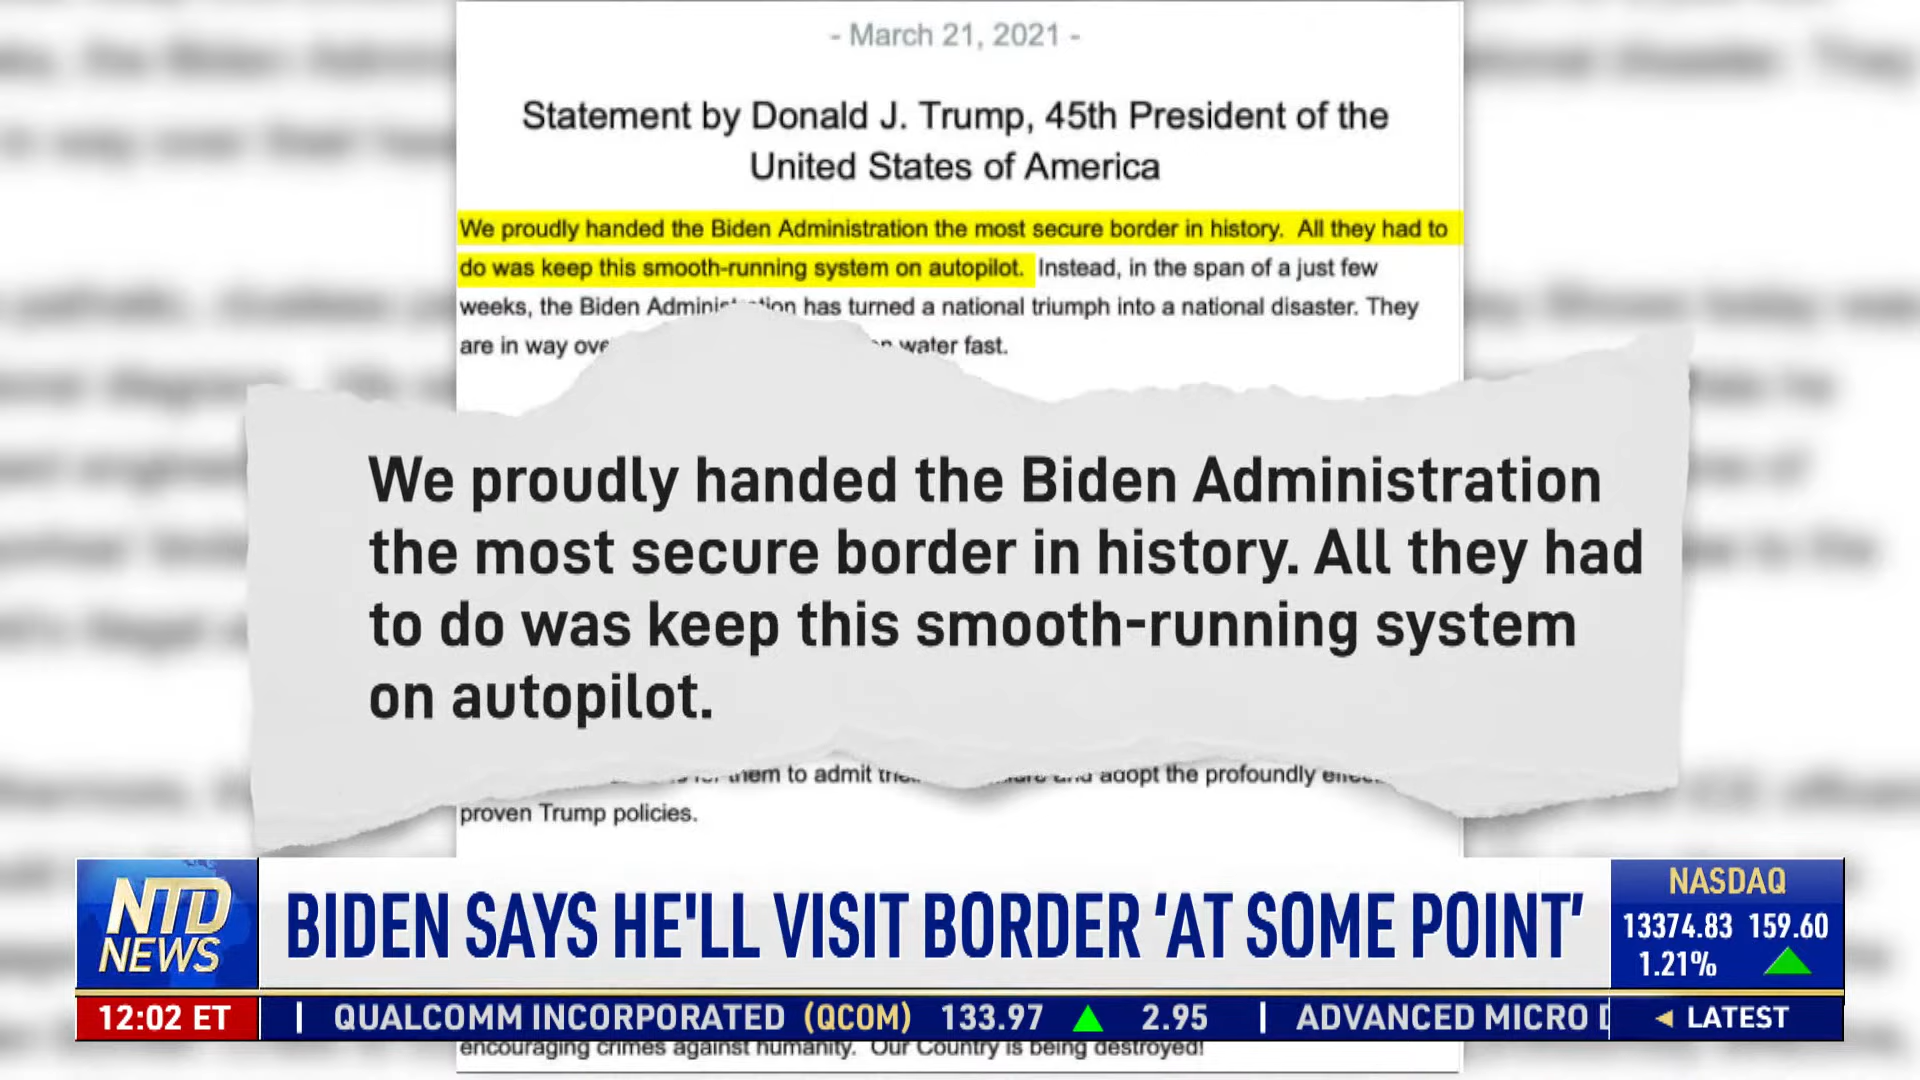 - March 21, 2021 -
Statement by Donald J. Trump, 45th President of the
United States of America
We proudly handed the Biden Administration the most secure border in history. All they had to
do was keep this smooth-running system on autopilot. Instead, in the span of a just few
weeks, the Biden Administration has turned a national triumph into a national disaster. They
are in way water fast.
We proudly handed the Biden Administration
the most secure border in history. All they had
to do was keep this smooth-running system
on autopilot.
them to admit and adopt the profoundly
proven Trump policies.
NTD
NEWS
BIDEN SAYS HE'LL VISIT BORDER ‘AT SOME POINT’
NASDAQ
13374.83 159.60
1.21%
12:02 ET
| QUALCOMM INCORPORATED (QCOM) 133.97 ▲ 2.95 | ADVANCED MICRO
◄ LATEST
encouraging crimes against humanity. Our Country is being destroyed!